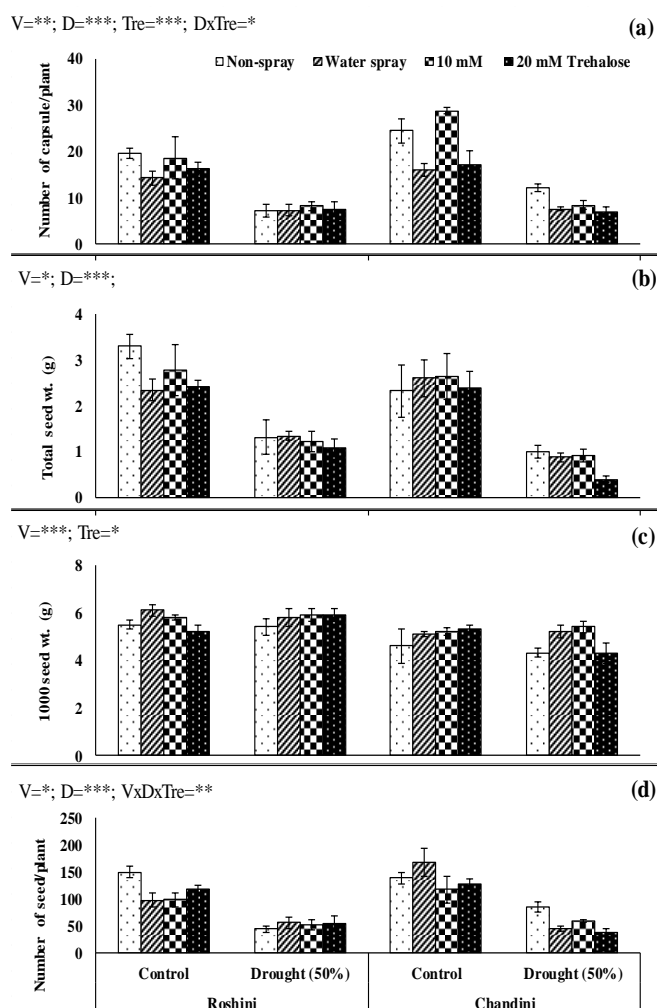 V=**; D=***; Tre=***; DxTre=*
(a)
Non-spray Water spray 10 mM 20 mM Trehalose
Number of capsule/plant
40
30
20
10
0
V=*; D=***;
(b)
Total seed wt. (g)
4
3
2
1
0
V=***; Tre=*
(c)
1000 seed wt. (g)
8
6
4
2
0
V=*; D=***; VxDxTre=**
(d)
Number of seed/plant
250
200
150
100
50
0
Control Drought (50%) Control Drought (50%)
Roshini Chandini